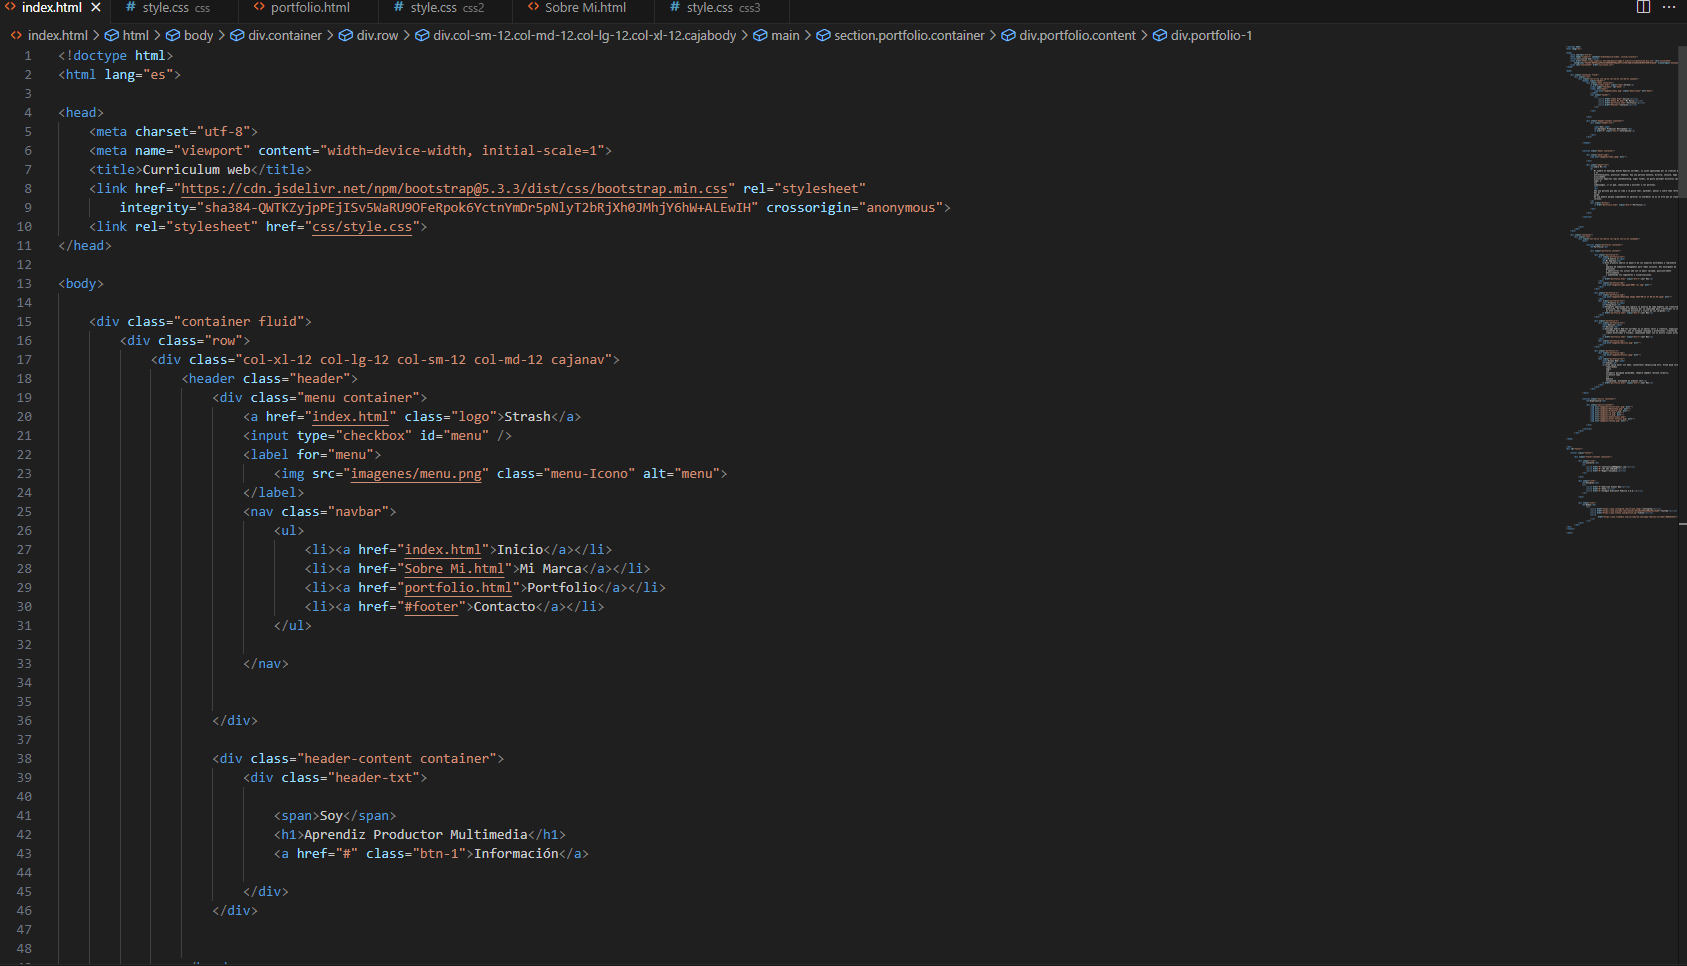 index.html style.css css portfolio.html style.css css2 Sobre Mi.html style.css css3
index.html > html > body > div.container > div.row > div.col-sm-12.col-md-12.col-lg-12.col-xl-12.cajabody > main > section.portfolio.container > div.portfolio.content > div.portfolio-1
1 <!doctype html>
2 <html lang="es">
3
4 <head>
5 <meta charset="utf-8">
6 <meta name="viewport" content="width=device-width, initial-scale=1">
7 <title>Curriculum web</title>
8 <link href="https://cdn.jsdelivr.net/npm/bootstrap@5.3.3/dist/css/bootstrap.min.css" rel="stylesheet"
9 integrity="sha384-QWTKZyjpPEjISv5WaRU9OFeRpok6YctnYmDr5pNlyT2bRjXh0JMhjY6hW+ALEwIH" crossorigin="anonymous">
10 <link rel="stylesheet" href="css/style.css">
11 </head>
12
13 <body>
14
15 <div class="container fluid">
16 <div class="row">
17 <div class="col-xl-12 col-lg-12 col-sm-12 col-md-12 cajanav">
18 <header class="header">
19 <div class="menu container">
20 <a href="index.html" class="logo">Strash</a>
21 <input type="checkbox" id="menu" />
22 <label for="menu">
23 <img src="imagenes/menu.png" class="menu-Icono" alt="menu">
24 </label>
25 <nav class="navbar">
26 <ul>
27 <li><a href="index.html">Inicio</a></li>
28 <li><a href="Sobre Mi.html">Mi Marca</a></li>
29 <li><a href="portfolio.html">Portfolio</a></li>
30 <li><a href="#footer">Contacto</a></li>
31 </ul>
32
33 </nav>
34
35
36 </div>
37
38 <div class="header-content container">
39 <div class="header-txt">
40
41 <span>Soy</span>
42 <h1>Aprendiz Productor Multimedia</h1>
43 <a href="#" class="btn-1">Información</a>
44
45 </div>
46 </div>
47
48